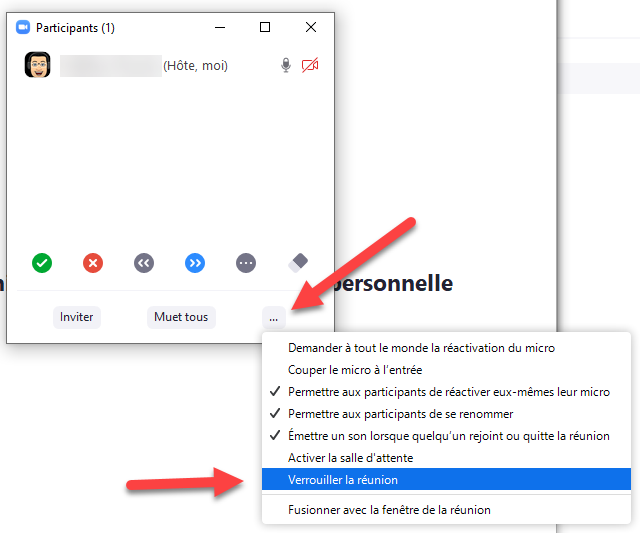 Participants (1)
(Hôte, moi)
personnelle
Inviter
Muet tous
...
Demander à tout le monde la réactivation du micro
Couper le micro à l'entrée
Permettre aux participants de réactiver eux-mêmes leur micro
Permettre aux participants de se renommer
Émettre un son lorsque quelqu'un rejoint ou quitte la réunion
Activer la salle d'attente
Verrouiller la réunion
Fusionner avec la fenêtre de la réunion